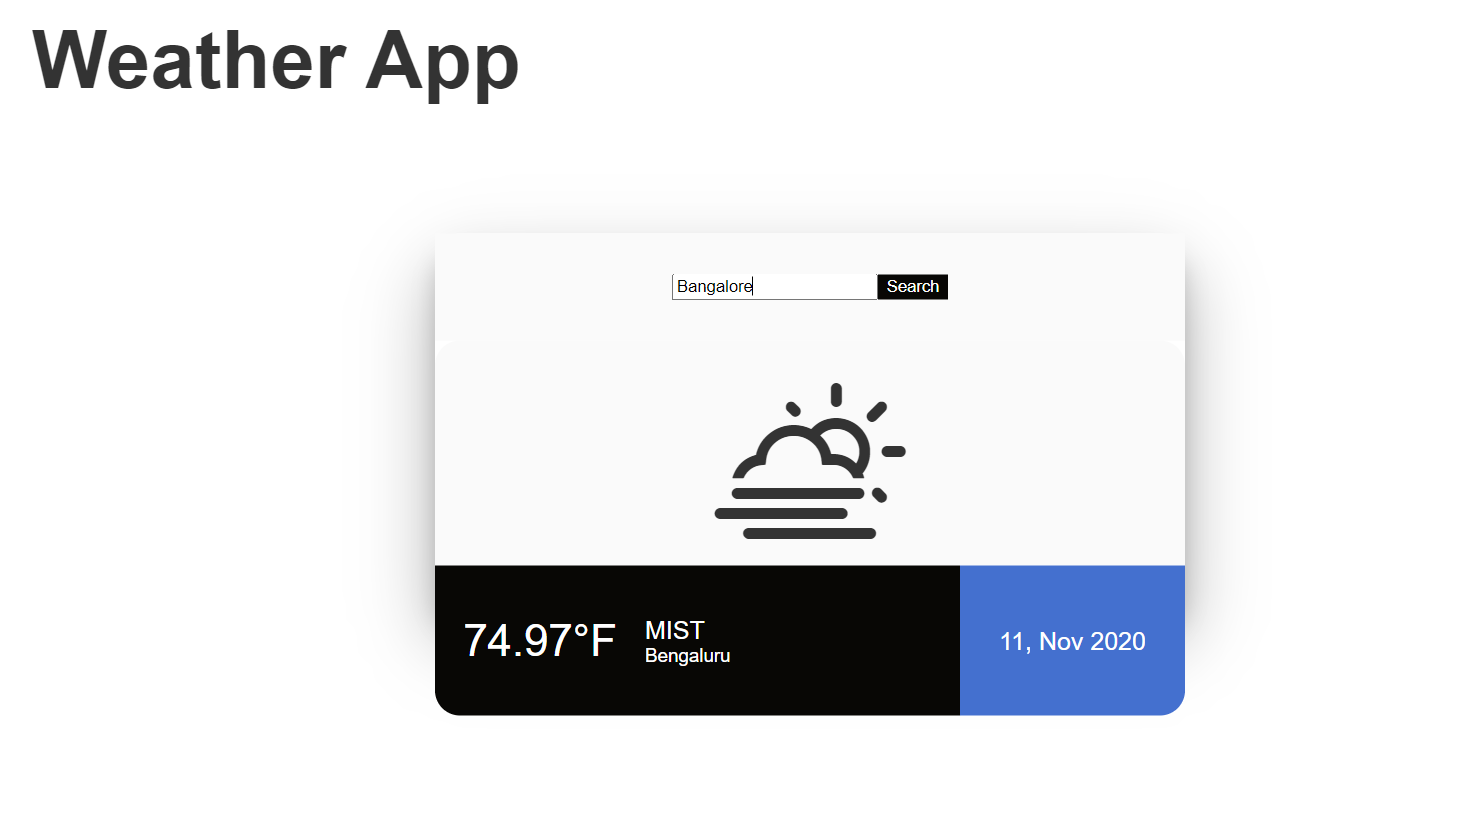 Weather App
Bangalore
Search
74.97°F
MIST
Bengaluru
11, Nov 2020